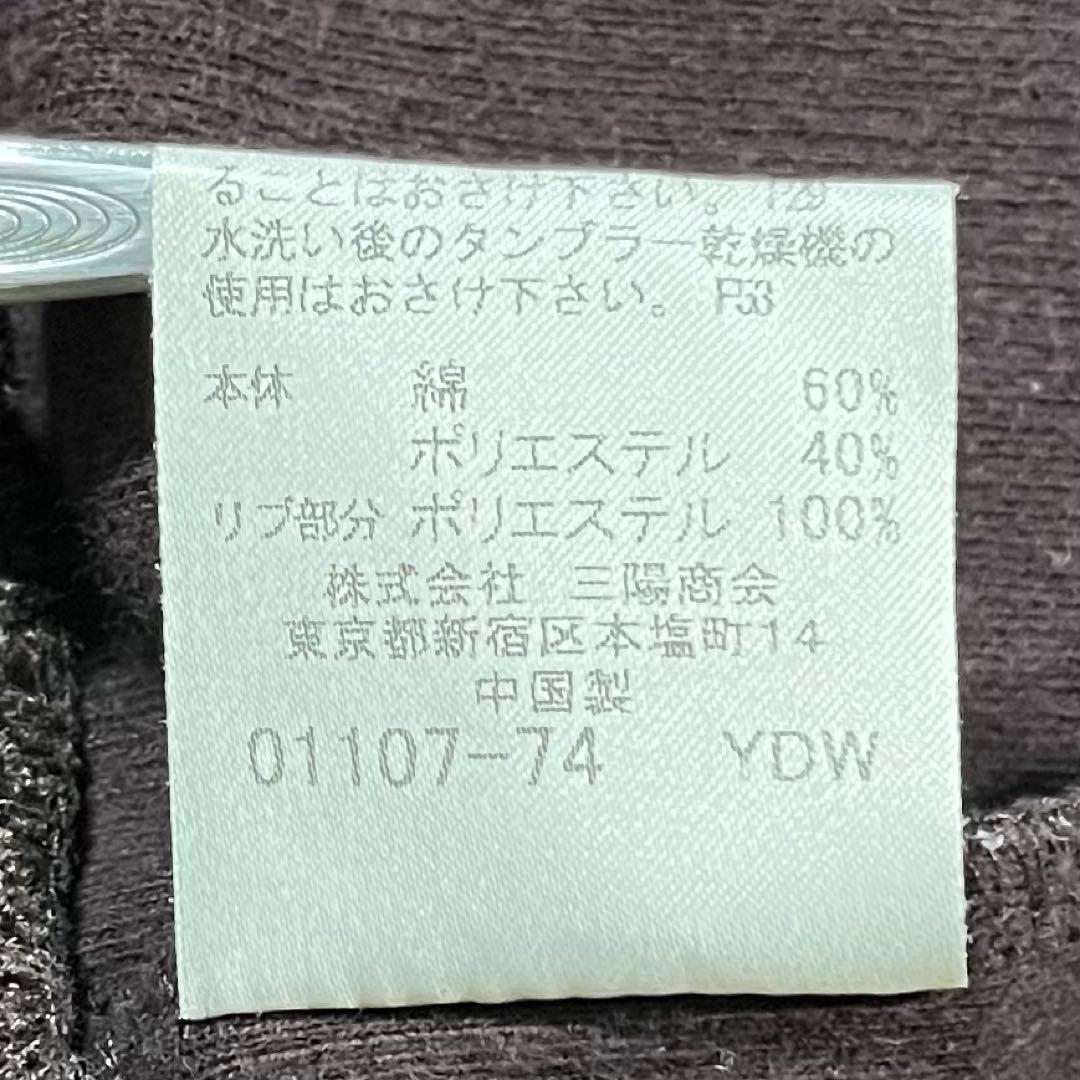 ることはおさけ下さい。 P29
水洗い後のタンブラー乾燥機の
使用はおさけ下さい。 P33
本体 綿 60%
ポリエステル 40%
リブ部分 ポリエステル 100%
株式会社 三陽商会
東京都新宿区本塩町14
中国製
01107-74 YDW